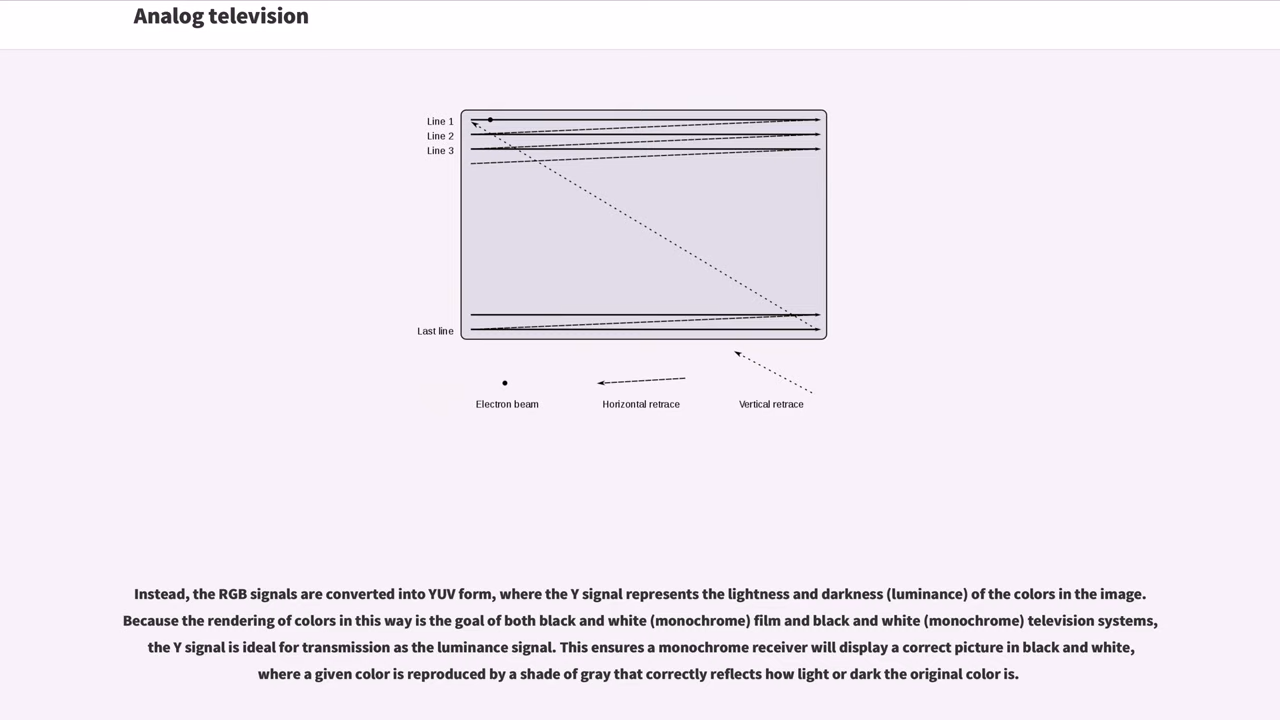 Analog television
Line 1
Line 2
Line 3
Last line
Electron beam
Horizontal retrace
Vertical retrace
Instead, the RGB signals are converted into YUV form, where the Y signal represents the lightness and darkness (luminance) of the colors in the image.
Because the rendering of colors in this way is the goal of both black and white (monochrome) film and black and white (monochrome) television systems,
the Y signal is ideal for transmission as the luminance signal. This ensures a monochrome receiver will display a correct picture in black and white,
where a given color is reproduced by a shade of gray that correctly reflects how light or dark the original color is.